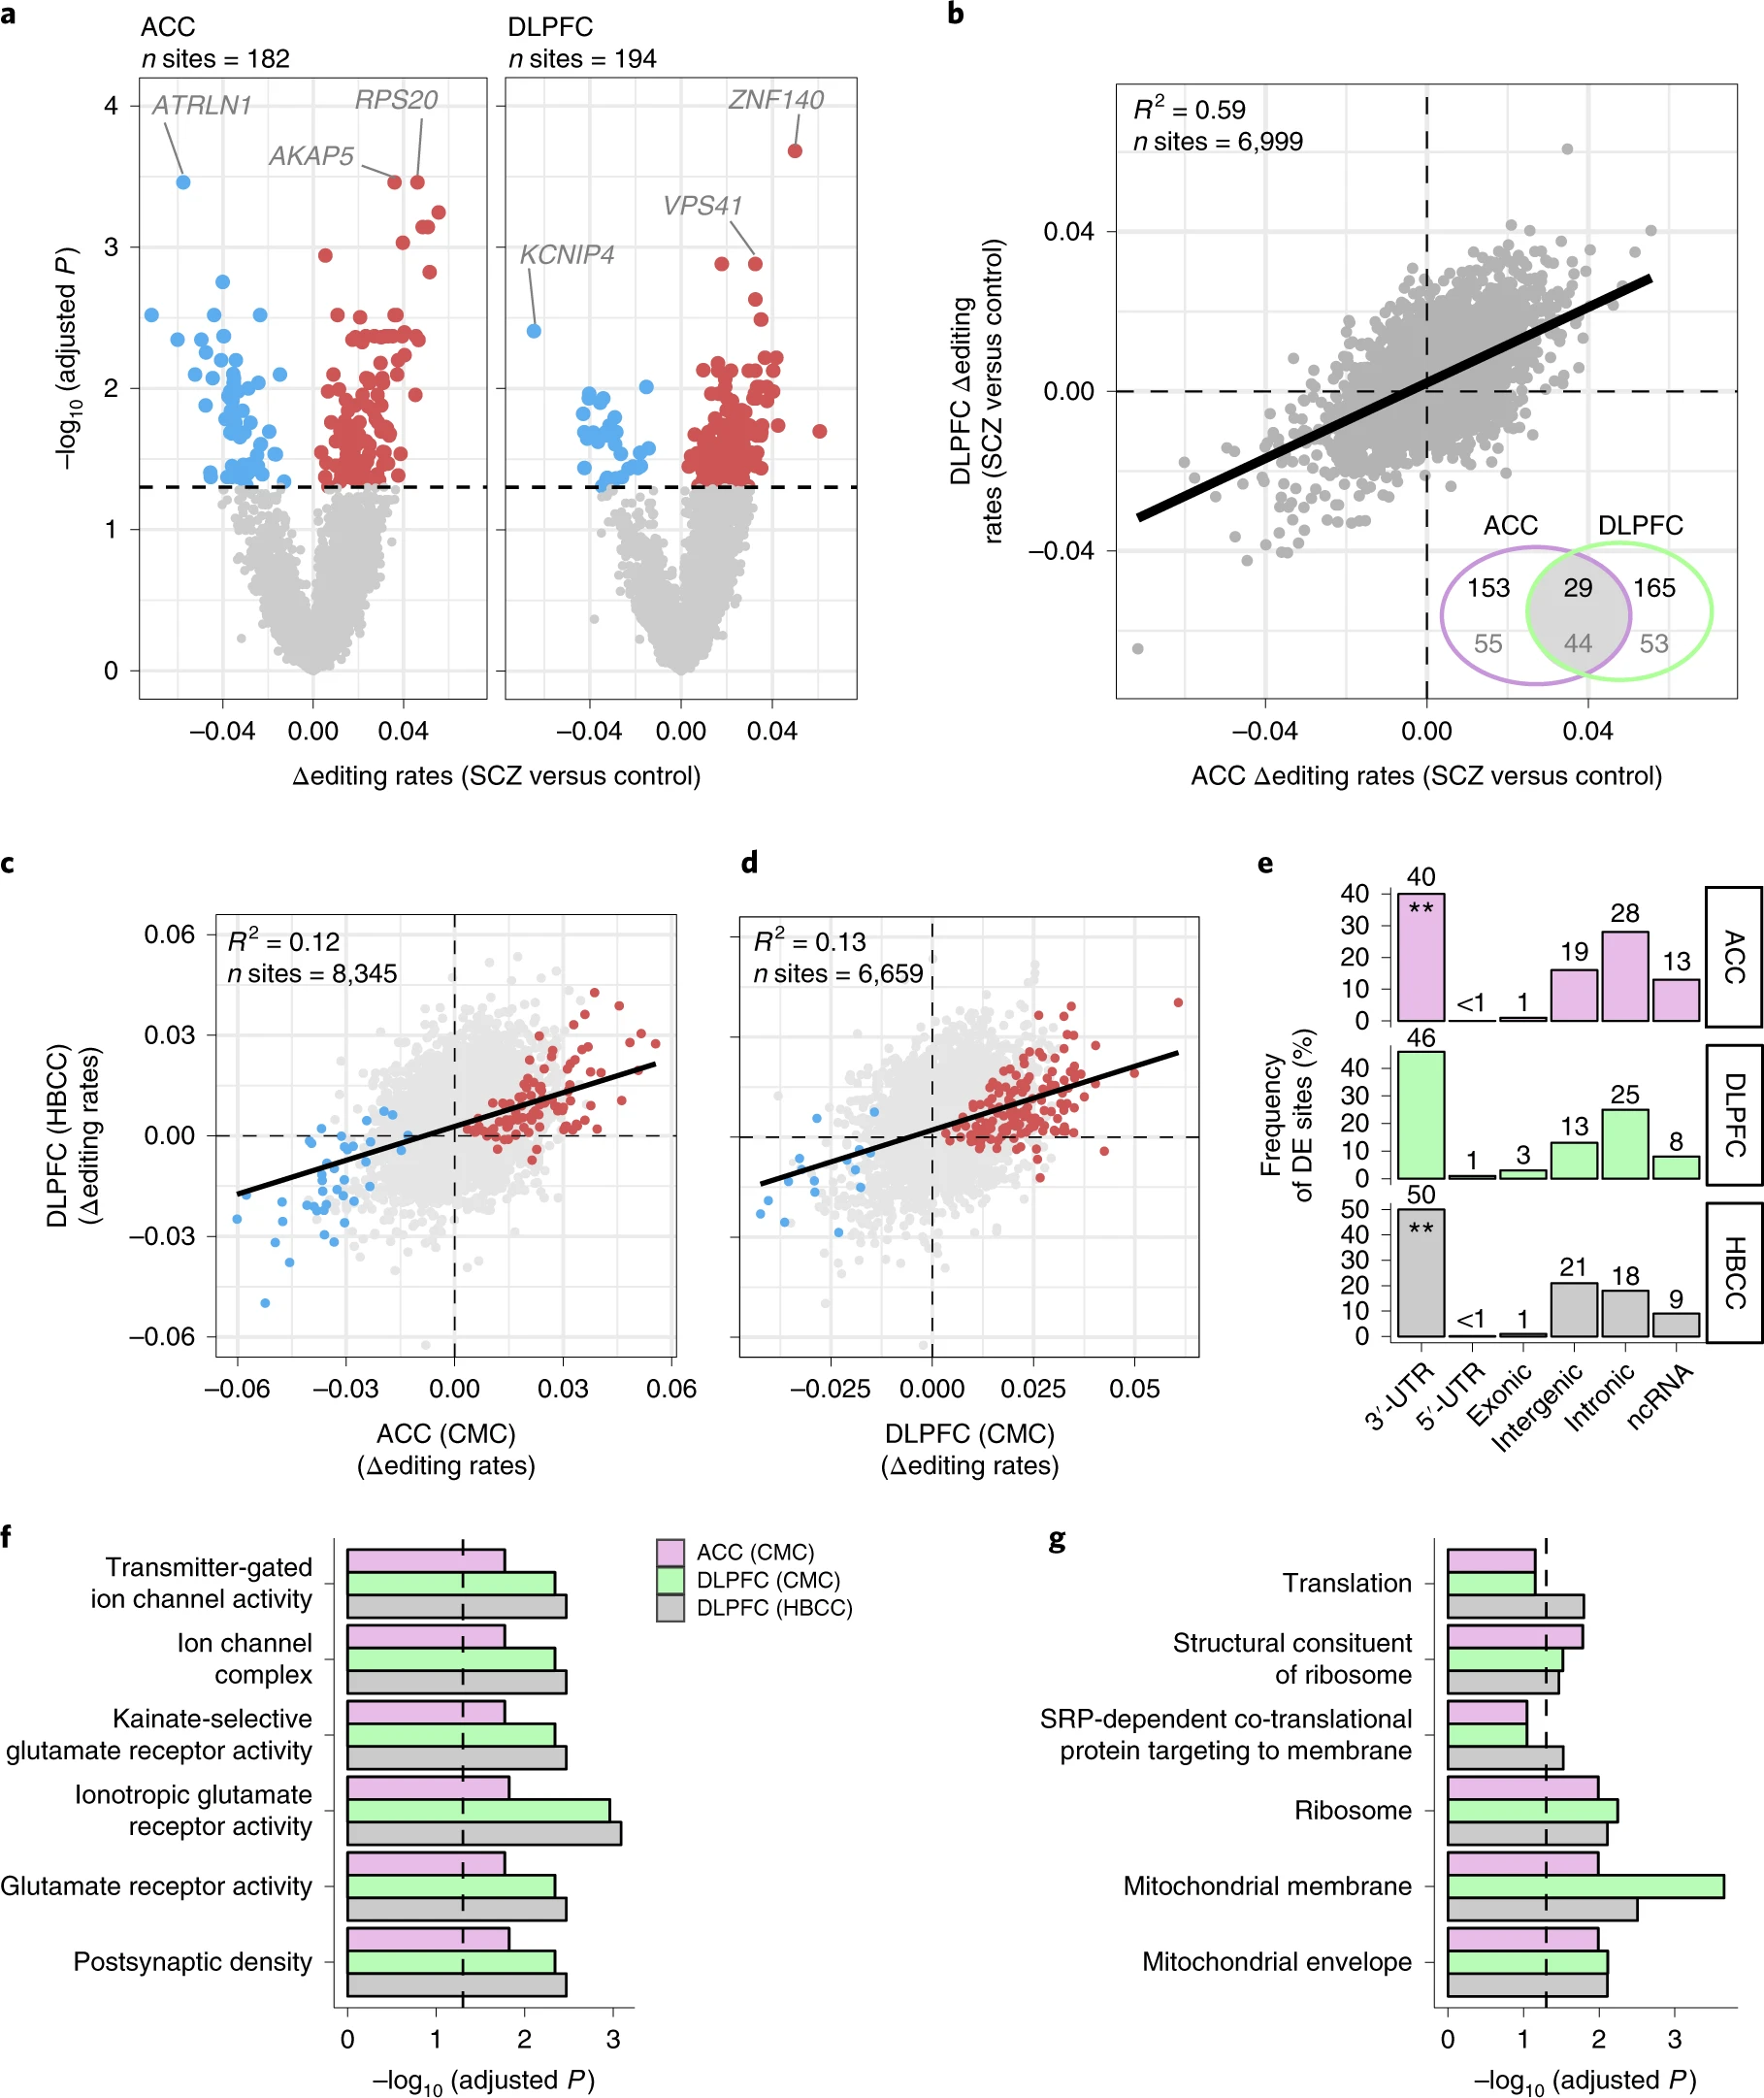 a
ACC
n sites = 182
DLPFC
n sites = 194
ATRLN1
RPS20
AKAP5
ZNF140
VPS41
KCNIP4
4
3
2
1
0
–log10 (adjusted P)
–0.04 0.00 0.04
–0.04 0.00 0.04
Δediting rates (SCZ versus control)
b
R2 = 0.59
n sites = 6,999
0.04
0.00
–0.04
DLPFC Δediting
rates (SCZ versus control)
ACC DLPFC
153 29 165
55 44 53
–0.04 0.00 0.04
ACC Δediting rates (SCZ versus control)
c
R2 = 0.12
n sites = 8,345
0.06
0.03
0.00
–0.03
–0.06
DLPFC (HBCC)
(Δediting rates)
–0.06 –0.03 0.00 0.03 0.06
ACC (CMC)
(Δediting rates)
d
R2 = 0.13
n sites = 6,659
–0.025 0.000 0.025 0.05
DLPFC (CMC)
(Δediting rates)
e
Frequency
of DE sites (%)
40
30
20
10
0
40
**
<1
1
19
28
13
ACC
40
30
20
10
0
46
1
3
13
25
8
DLPFC
50
40
30
20
10
0
50
**
<1
1
21
18
9
HBCC
3′-UTR
5′-UTR
Exonic
Intergenic
Intronic
ncRNA
f
Transmitter-gated
ion channel activity
Ion channel
complex
Kainate-selective
glutamate receptor activity
Ionotropic glutamate
receptor activity
Glutamate receptor activity
Postsynaptic density
0 1 2 3
–log10 (adjusted P)
ACC (CMC)
DLPFC (CMC)
DLPFC (HBCC)
g
Translation
Structural consituent
of ribosome
SRP-dependent co-translational
protein targeting to membrane
Ribosome
Mitochondrial membrane
Mitochondrial envelope
0 1 2 3
–log10 (adjusted P)